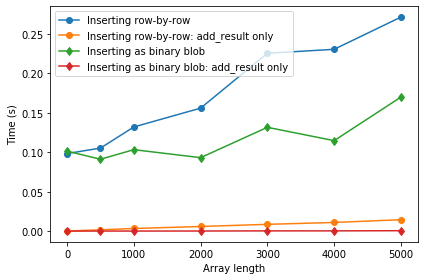 Inserting row-by-row
Inserting row-by-row: add_result only
Inserting as binary blob
Inserting as binary blob: add_result only
0.25
0.20
0.15
0.10
0.05
0.00
Time (s)
0 1000 2000 3000 4000 5000
Array length